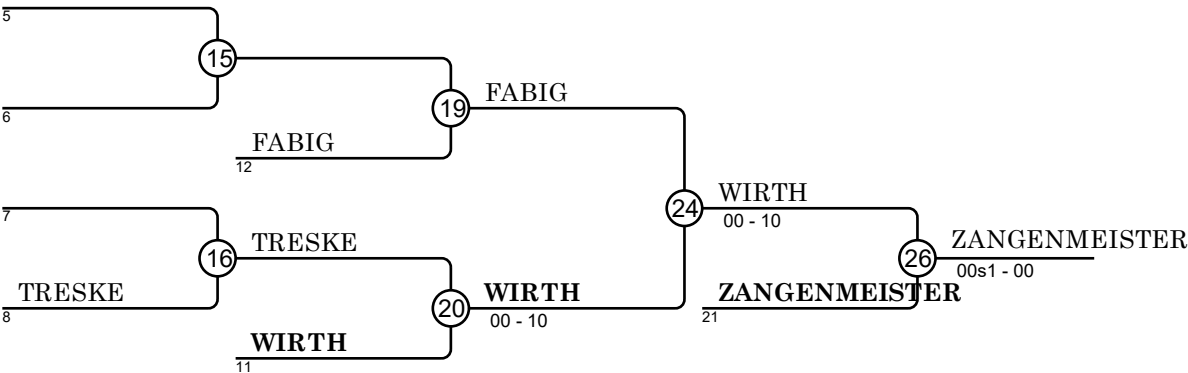 5
15
6
19
FABIG
FABIG
12
7
24
WIRTH
00 - 10
16
TRESKE
26
ZANGENMEISTER
00s1 - 00
TRESKE
8
20
WIRTH
00 - 10
ZANGENMEISTER
21
WIRTH
11